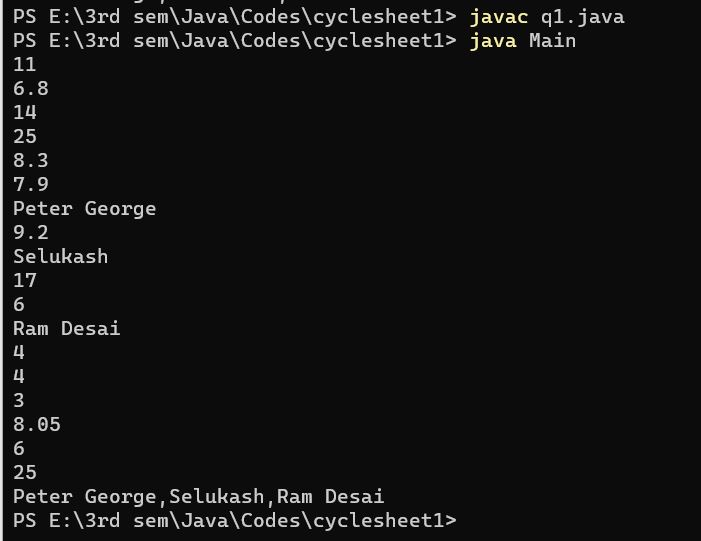 PS E:\3rd sem\Java\Codes\cyclesheet1> javac q1.java
PS E:\3rd sem\Java\Codes\cyclesheet1> java Main
11
6.8
14
25
8.3
7.9
Peter George
9.2
Selukash
17
6
Ram Desai
4
4
3
8.05
6
25
Peter George,Selukash,Ram Desai
PS E:\3rd sem\Java\Codes\cyclesheet1>